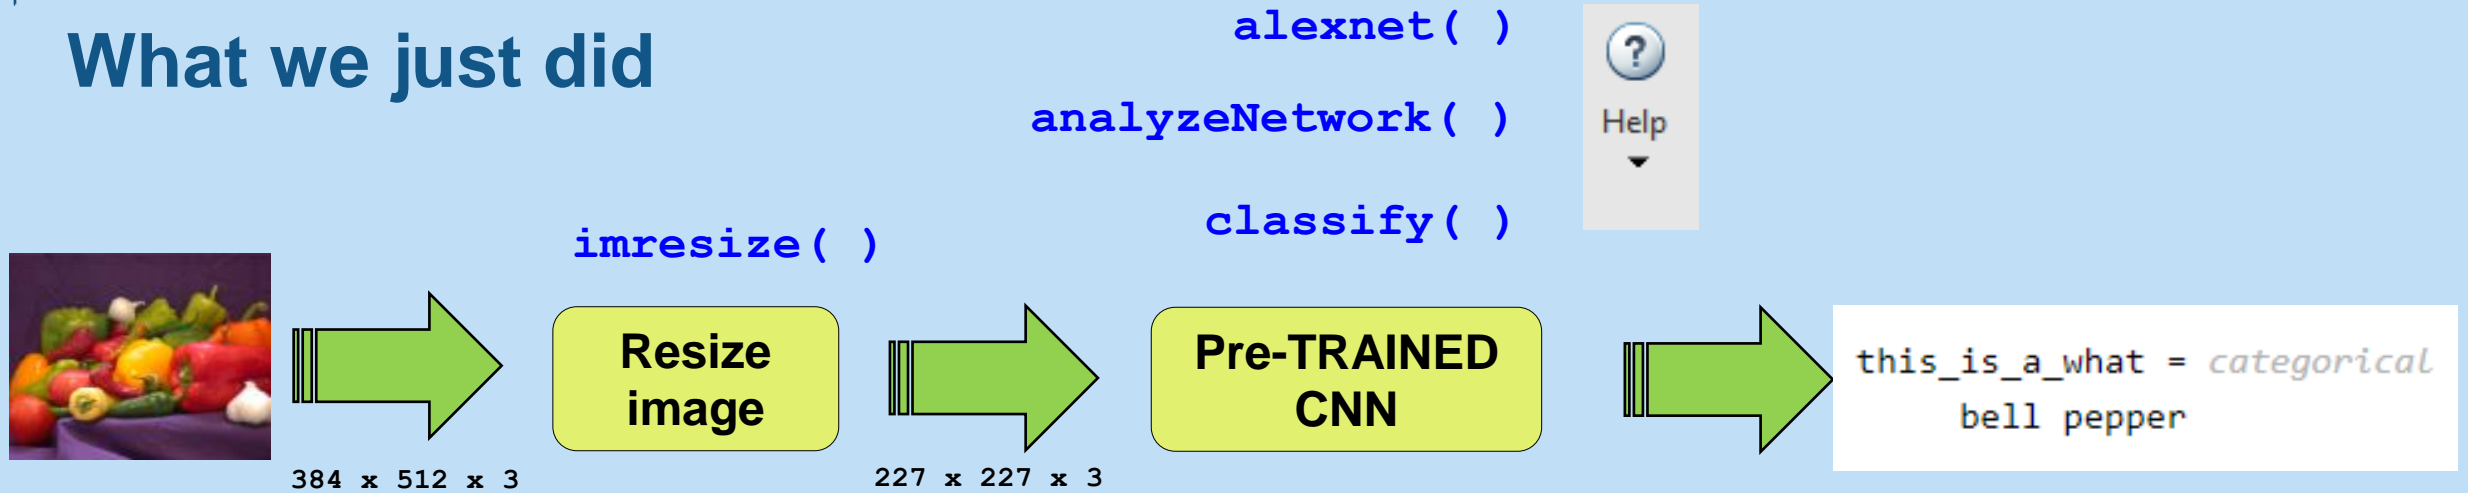 What we just did
alexnet( )
analyzeNetwork( )
classify( )
?
Help
imresize( )
Resize
image
Pre-TRAINED
CNN
this_is_a_what = categorical
bell pepper
384 x 512 x 3
227 x 227 x 3